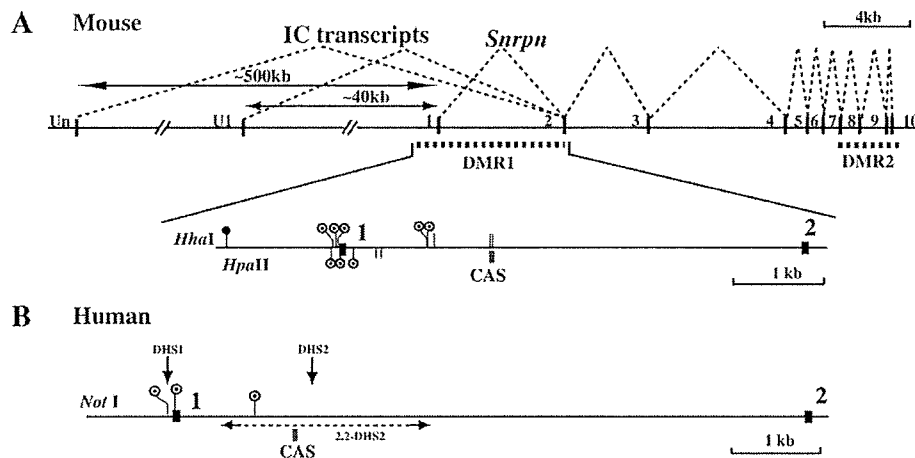 A Mouse
4kb
IC transcripts
Snrpn
~500kb
~40kb
Un U1 1 2 3 4 5 6 7 8 9 10
DMR1
DMR2
HhaI
1
2
HpaII
CAS
1 kb
B Human
DHS1
DHS2
Not I
1
2
2.2-DHS2
CAS
1 kb